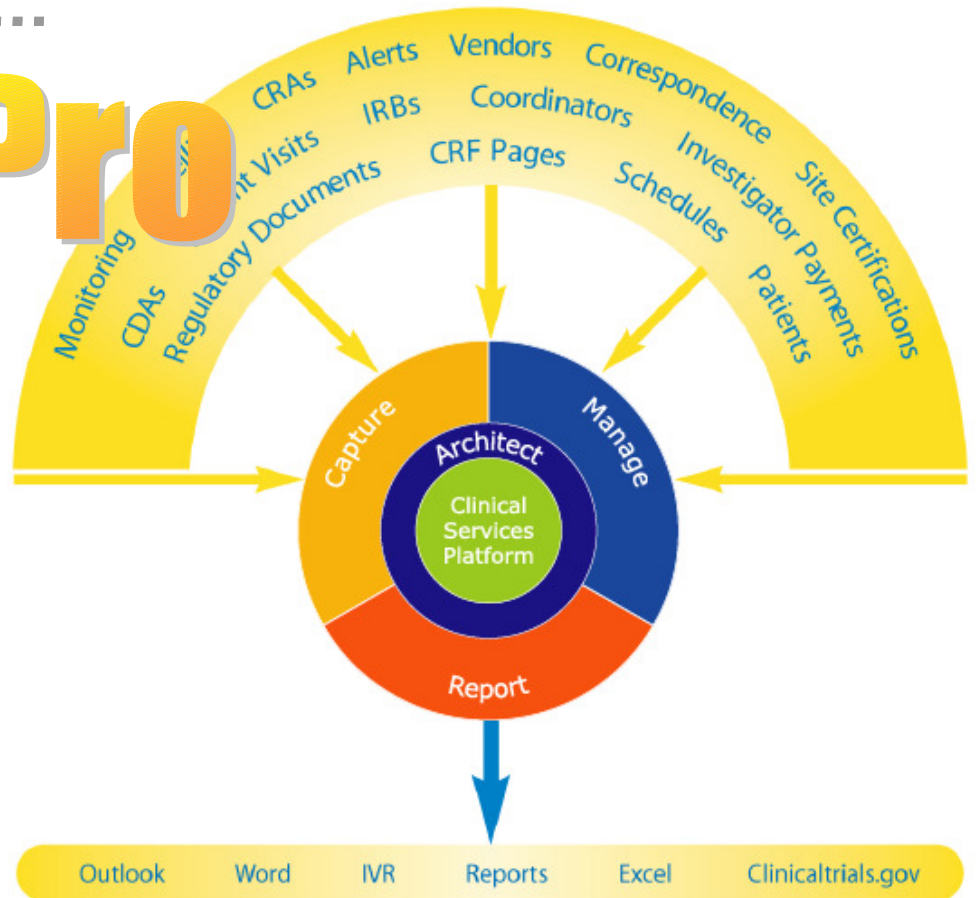 ....
Pro
Monitoring
CRAs
Alerts
Vendors
Correspondence
Site Certifications
CDAs
nt Visits
IRBs
Coordinators
Investigator Payments
Regulatory Documents
CRF Pages
Schedules
Patients
Capture
Manage
Architect
Clinical
Services
Platform
Report
Outlook Word IVR Reports Excel Clinicaltrials.gov